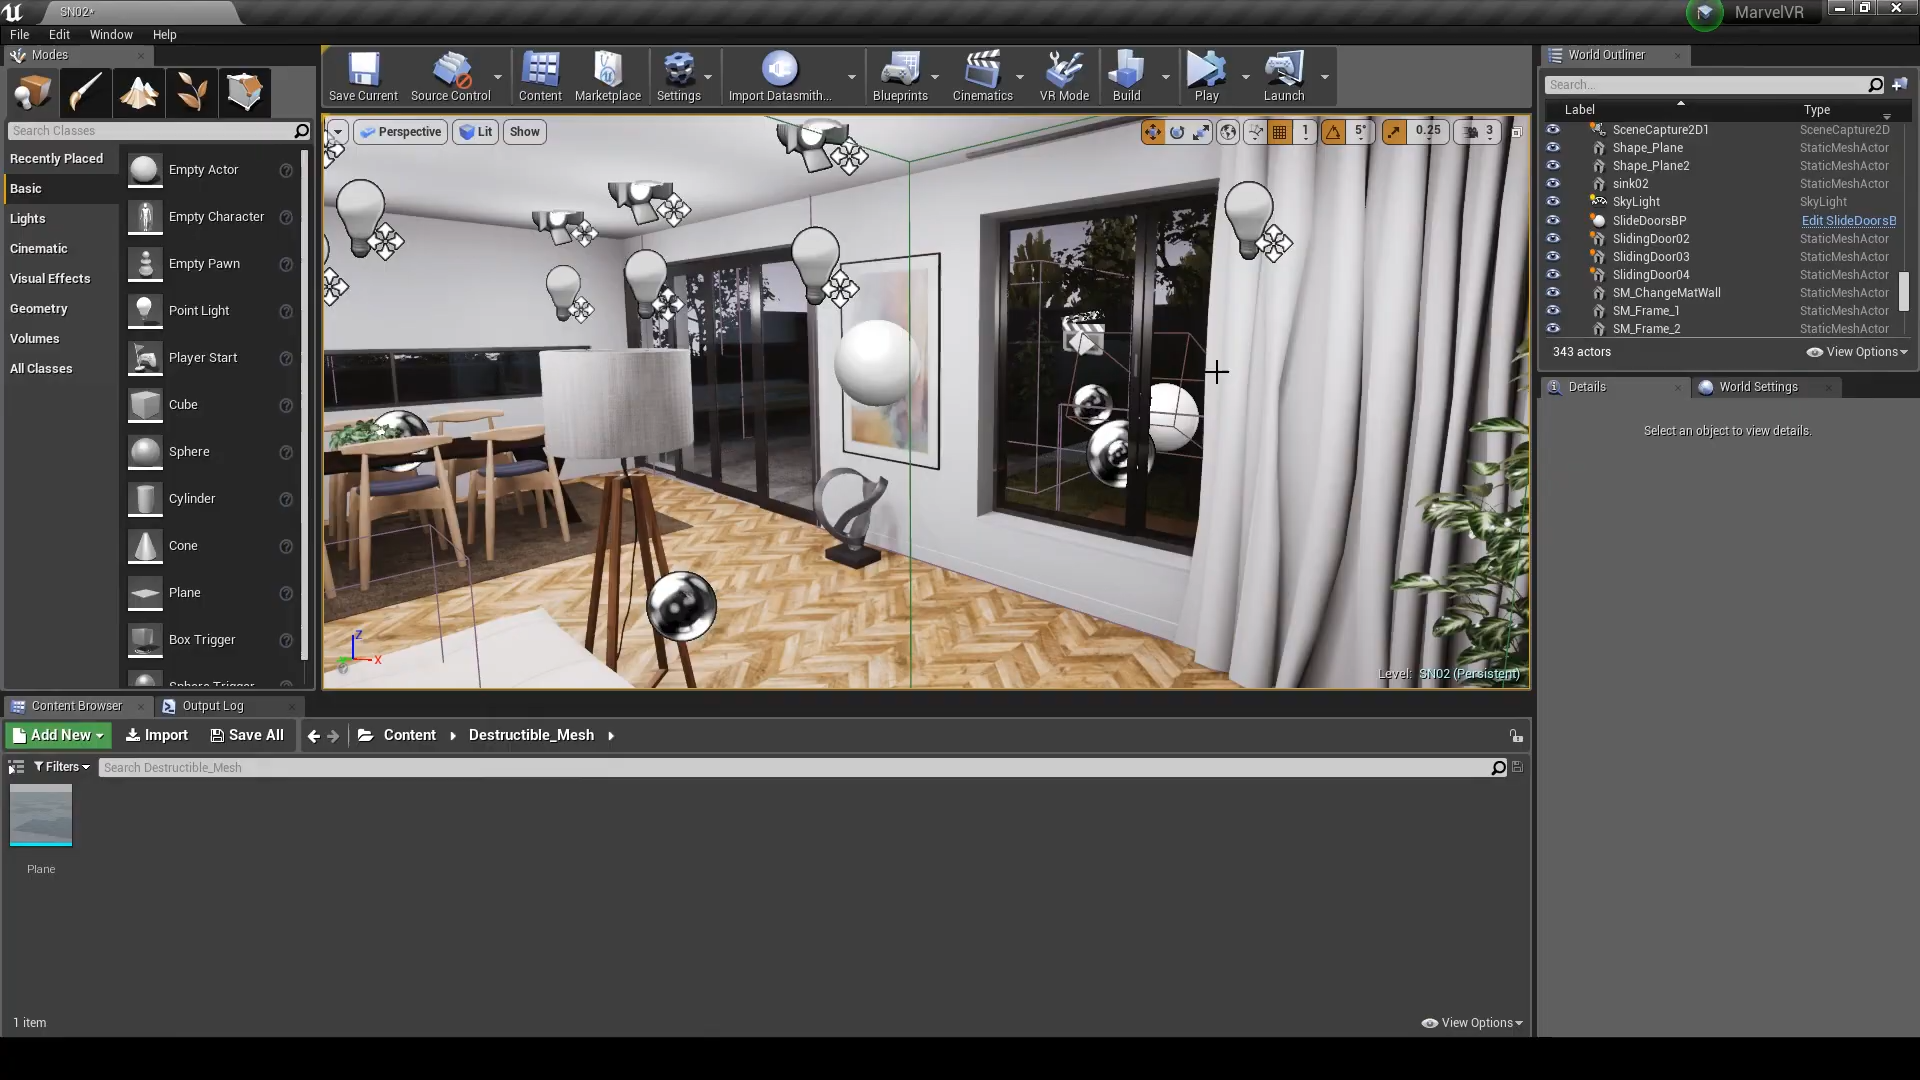 SN02*
MarvelVR
File Edit Window Help
Modes
Save Current
Source Control
Content
Marketplace
Settings
Import Datasmith...
Blueprints
Cinematics
VR Mode
Build
Play
Launch
World Outliner
Search...
Label Type
SceneCapture2D1 SceneCapture2D
Shape_Plane StaticMeshActor
Shape_Plane2 StaticMeshActor
sink02 StaticMeshActor
SkyLight SkyLight
SlideDoorsBP Edit SlideDoorsB
SlidingDoor02 StaticMeshActor
SlidingDoor03 StaticMeshActor
SlidingDoor04 StaticMeshActor
SM_ChangeMatWall StaticMeshActor
SM_Frame_1 StaticMeshActor
SM_Frame_2 StaticMeshActor
343 actors View Options
Search Classes
Recently Placed
Basic
Lights
Cinematic
Visual Effects
Geometry
Volumes
All Classes
Empty Actor
Empty Character
Empty Pawn
Point Light
Player Start
Cube
Sphere
Cylinder
Cone
Plane
Box Trigger
Sphere Trigger
Perspective Lit Show
1 5° 0.25 3
Z
X
Level: SN02 (Persistent)
Details World Settings
Select an object to view details.
Content Browser Output Log
Add New Import Save All Content Destructible_Mesh
Filters Search Destructible_Mesh
Plane
1 item View Options